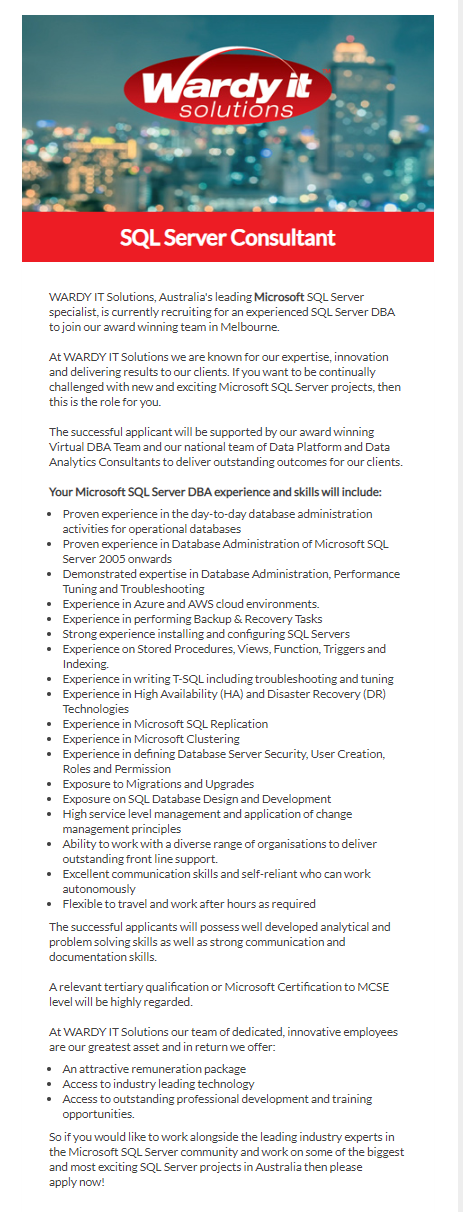 Wardy it
solutions
SQL Server Consultant
WARDY IT Solutions, Australia's leading Microsoft SQL Server
specialist, is currently recruiting for an experienced SQL Server DBA
to join our award winning team in Melbourne.
At WARDY IT Solutions we are known for our expertise, innovation
and delivering results to our clients. If you want to be continually
challenged with new and exciting Microsoft SQL Server projects, then
this is the role for you.
The successful applicant will be supported by our award winning
Virtual DBA Team and our national team of Data Platform and Data
Analytics Consultants to deliver outstanding outcomes for our clients.
Your Microsoft SQL Server DBA experience and skills will include:
• Proven experience in the day-to-day database administration
activities for operational databases
• Proven experience in Database Administration of Microsoft SQL
Server 2005 onwards
• Demonstrated expertise in Database Administration, Performance
Tuning and Troubleshooting
• Experience in Azure and AWS cloud environments.
• Experience in performing Backup & Recovery Tasks
• Strong experience installing and configuring SQL Servers
• Experience on Stored Procedures, Views, Function, Triggers and
Indexing.
• Experience in writing T-SQL including troubleshooting and tuning
• Experience in High Availability (HA) and Disaster Recovery (DR)
Technologies
• Experience in Microsoft SQL Replication
• Experience in Microsoft Clustering
• Experience in defining Database Server Security, User Creation,
Roles and Permission
• Exposure to Migrations and Upgrades
• Exposure on SQL Database Design and Development
• High service level management and application of change
management principles
• Ability to work with a diverse range of organisations to deliver
outstanding front line support.
• Excellent communication skills and self-reliant who can work
autonomously
• Flexible to travel and work after hours as required
The successful applicants will possess well developed analytical and
problem solving skills as well as strong communication and
documentation skills.
A relevant tertiary qualification or Microsoft Certification to MCSE
level will be highly regarded.
At WARDY IT Solutions our team of dedicated, innovative employees
are our greatest asset and in return we offer:
• An attractive remuneration package
• Access to industry leading technology
• Access to outstanding professional development and training
opportunities.
So if you would like to work alongside the leading industry experts in
the Microsoft SQL Server community and work on some of the biggest
and most exciting SQL Server projects in Australia then please
apply now!